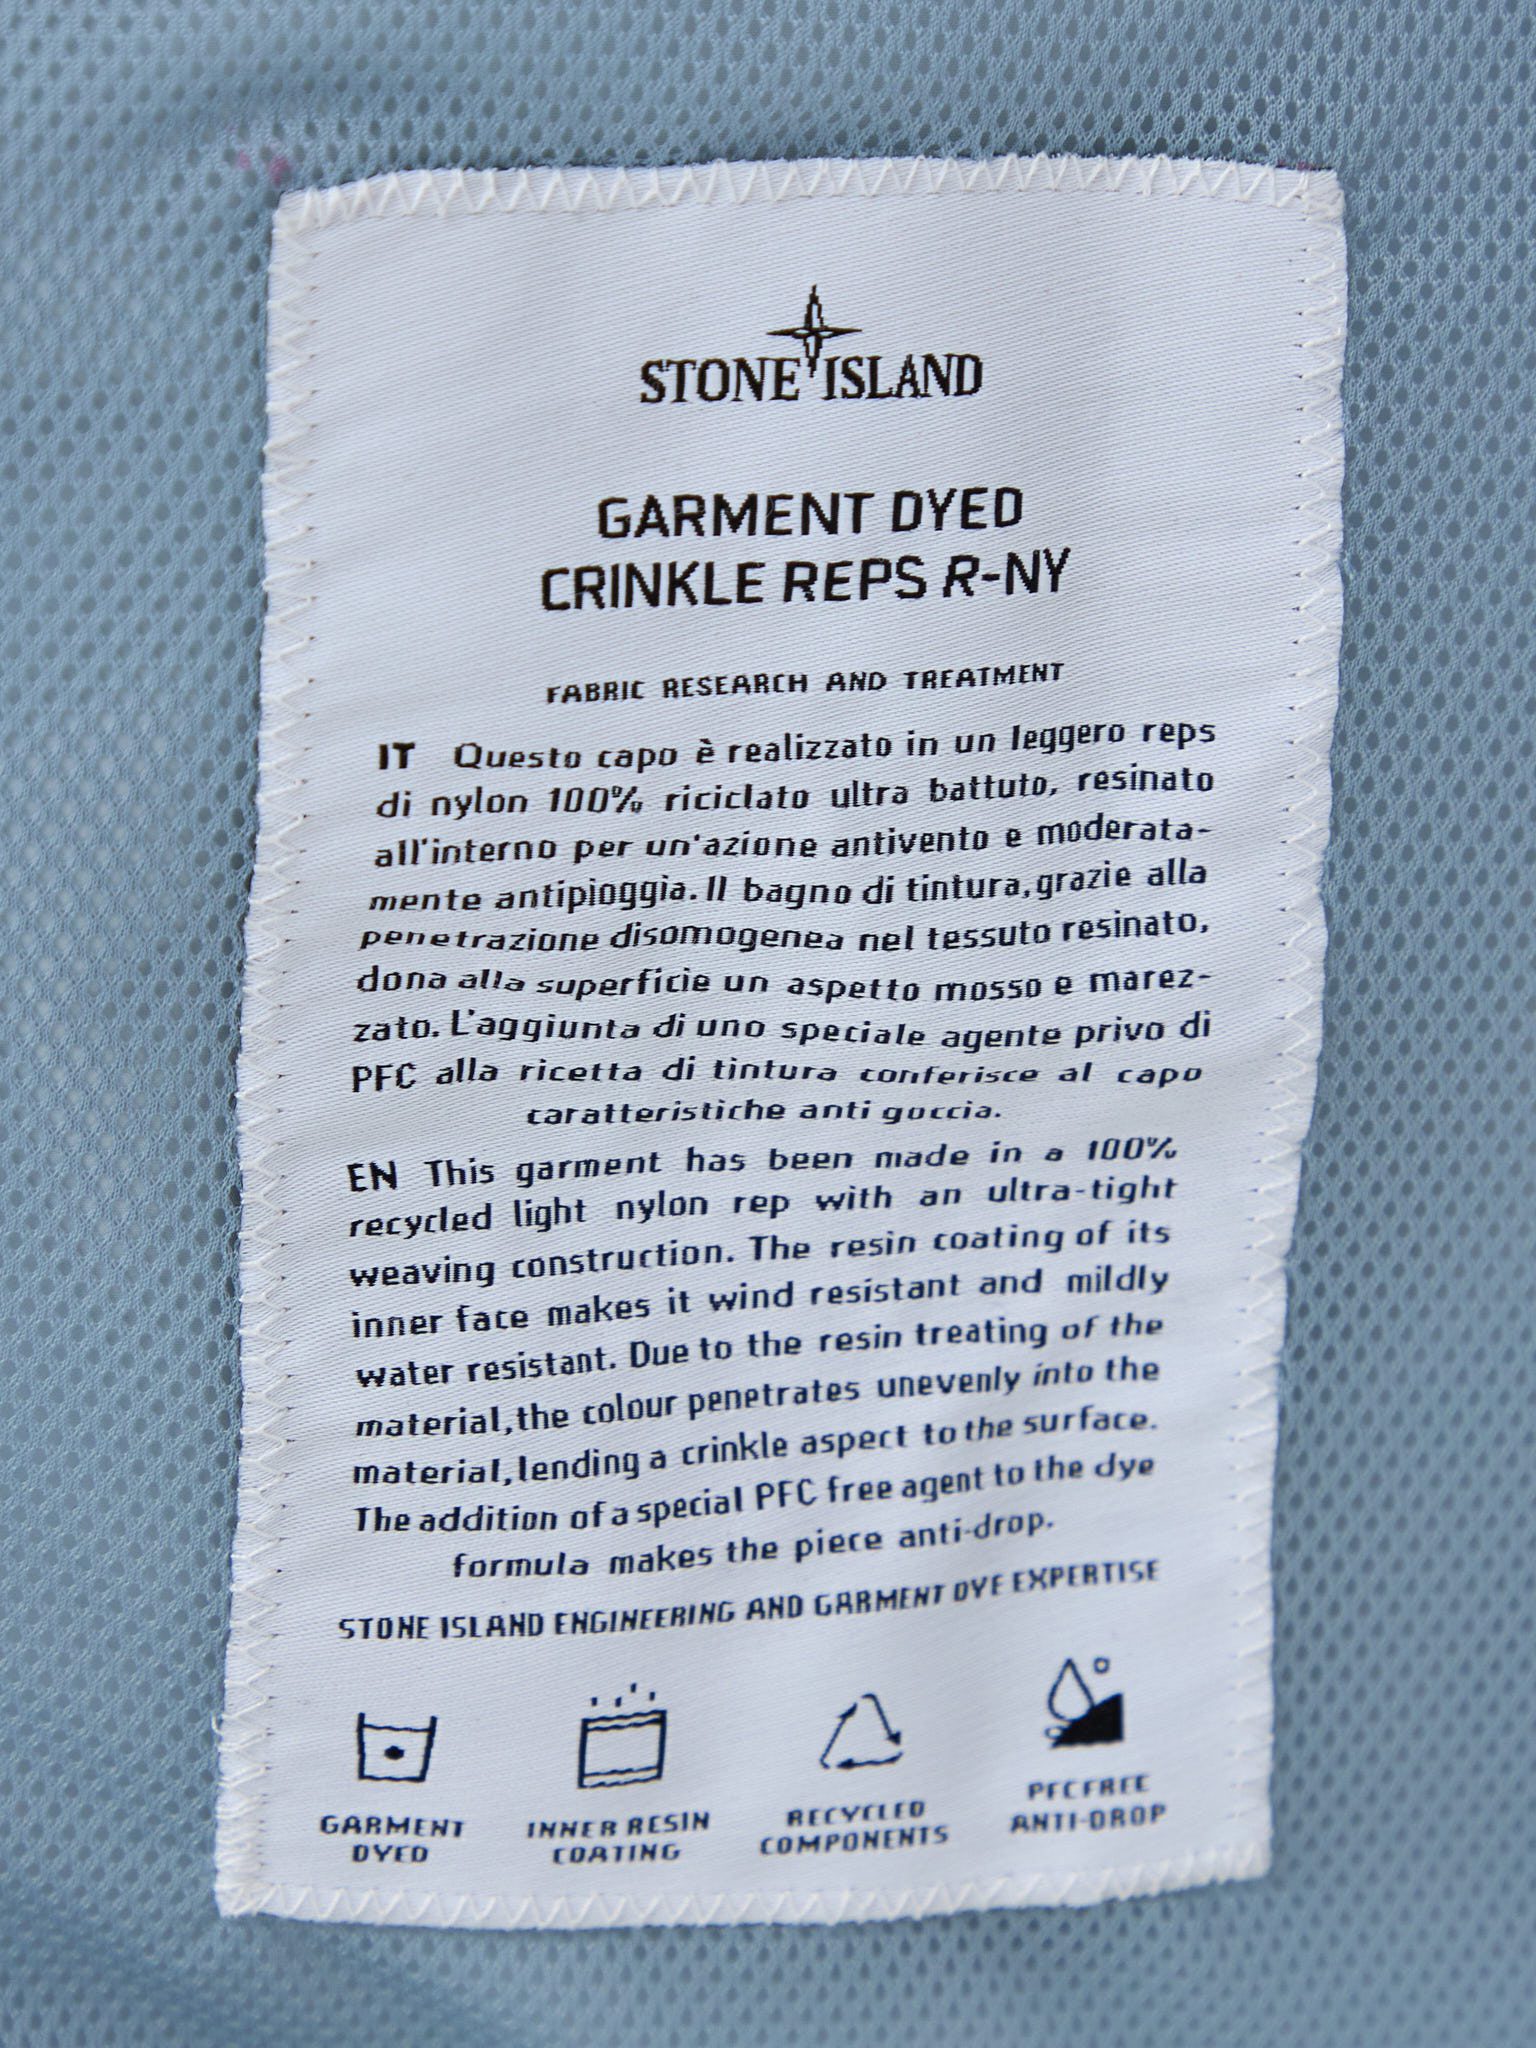 STONE ISLAND
GARMENT DYED
CRINKLE REPS R-NY
FABRIC RESEARCH AND TREATMENT
IT Questo capo è realizzato in un leggero reps
di nylon 100% riciclato ultra battuto, resinato
all'interno per un'azione antivento e moderata-
mente antipioggia. Il bagno di tintura, grazie alla
penetrazione disomogenea nel tessuto resinato,
dona alla superficie un aspetto mosso e marez-
zato. L'aggiunta di uno speciale agente privo di
PFC alla ricetta di tintura conferisce al capo
caratteristiche anti goccia.
EN This garment has been made in a 100%
recycled light nylon rep with an ultra-tight
weaving construction. The resin coating of its
inner face makes it wind resistant and mildly
water resistant. Due to the resin treating of the
material, the colour penetrates unevenly into the
material, lending a crinkle aspect to the surface.
The addition of a special PFC free agent to the dye
formula makes the piece anti-drop.
STONE ISLAND ENGINEERING AND GARMENT DYE EXPERTISE
GARMENT
DYED
INNER RESIN
COATING
RECYCLED
COMPONENTS
PFC FREE
ANTI-DROP